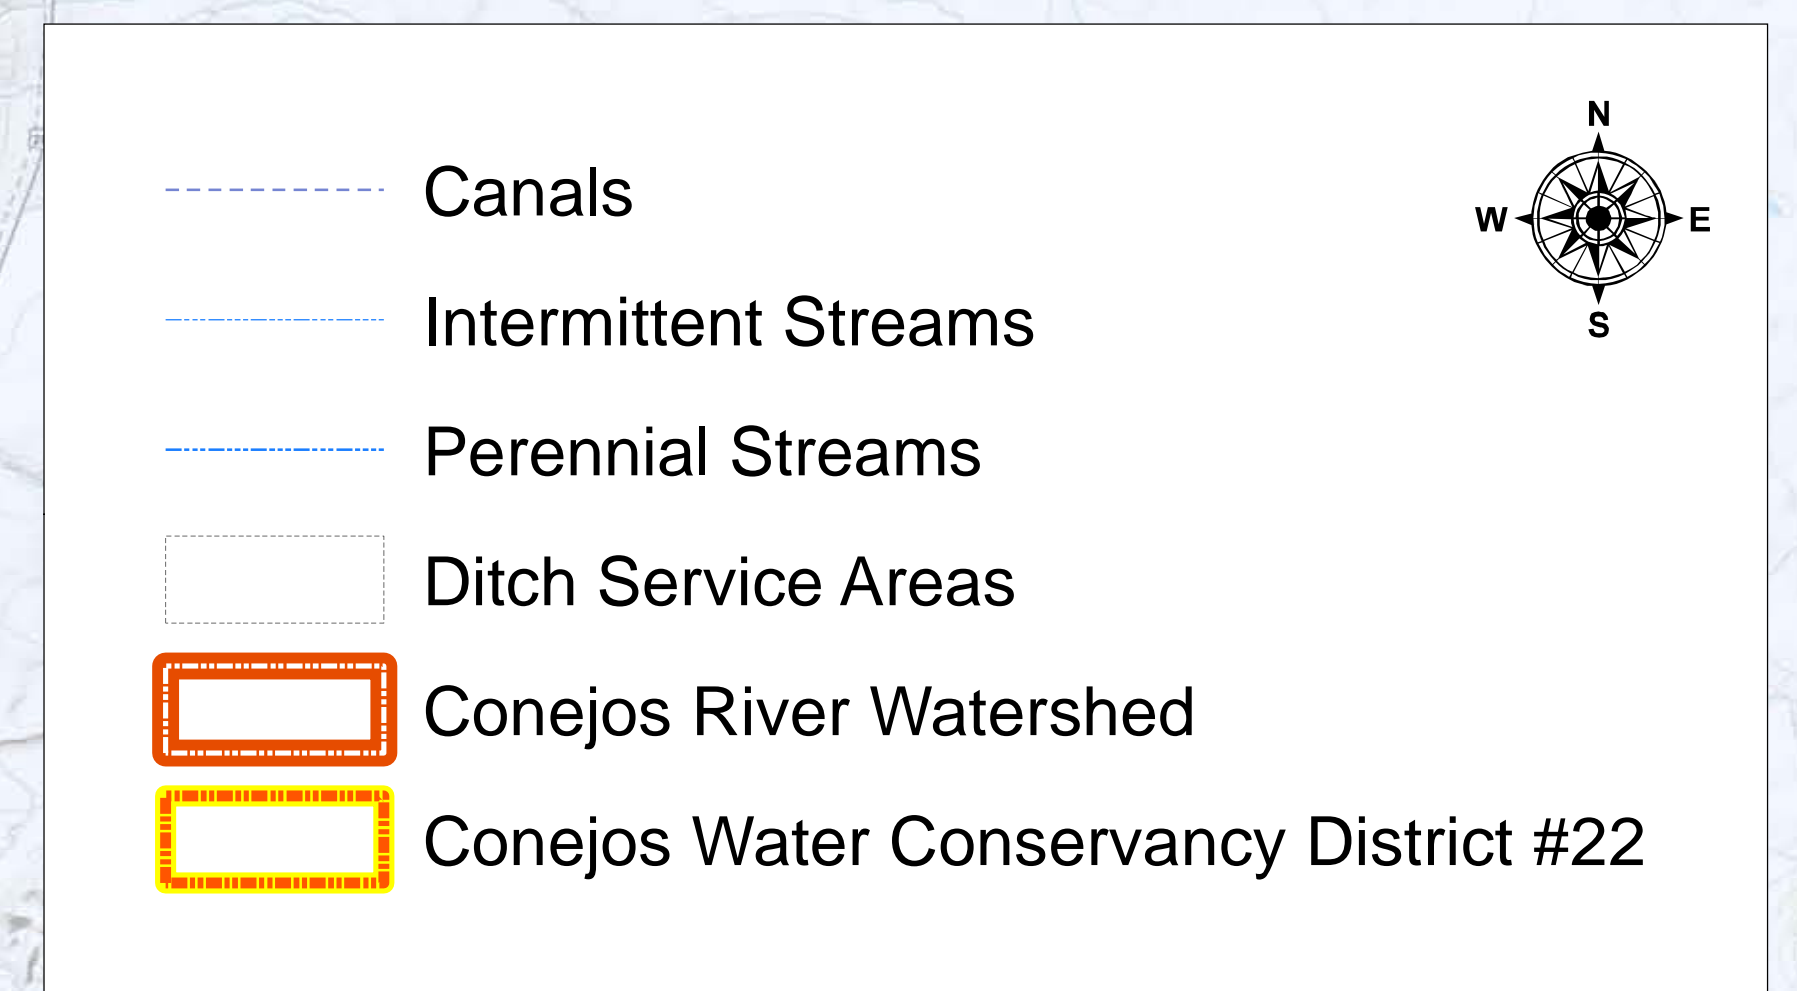 N
W E
S
Canals
Intermittent Streams
Perennial Streams
Ditch Service Areas
Conejos River Watershed
Conejos Water Conservancy District #22